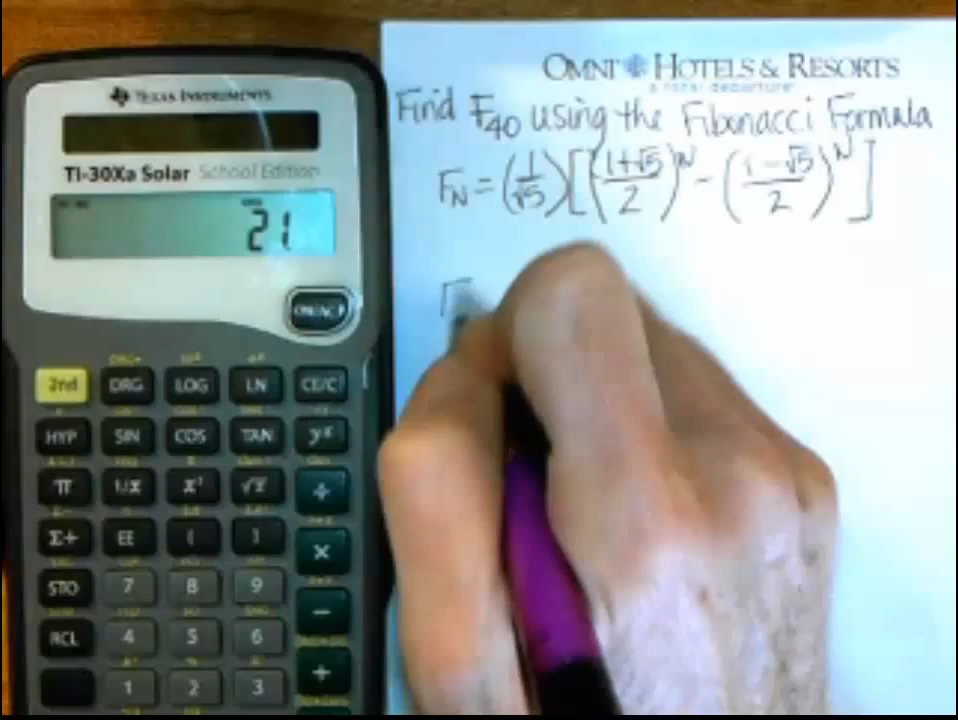 OMNI HOTELS & RESORTS
Find F40 using the Fibonacci Formula
FN = (1/√5)[((1+√5)/2)^N - ((1-√5)/2)^N]
F
TEXAS INSTRUMENTS
TI-30Xa Solar School Edition
21.
ON/AC
2nd DRG LOG LN CE/C
HYP SIN COS TAN yˣ
π 1/x x² √x ÷
Σ+ EE ( ) ×
STO 7 8 9 −
RCL 4 5 6 +
1 2 3